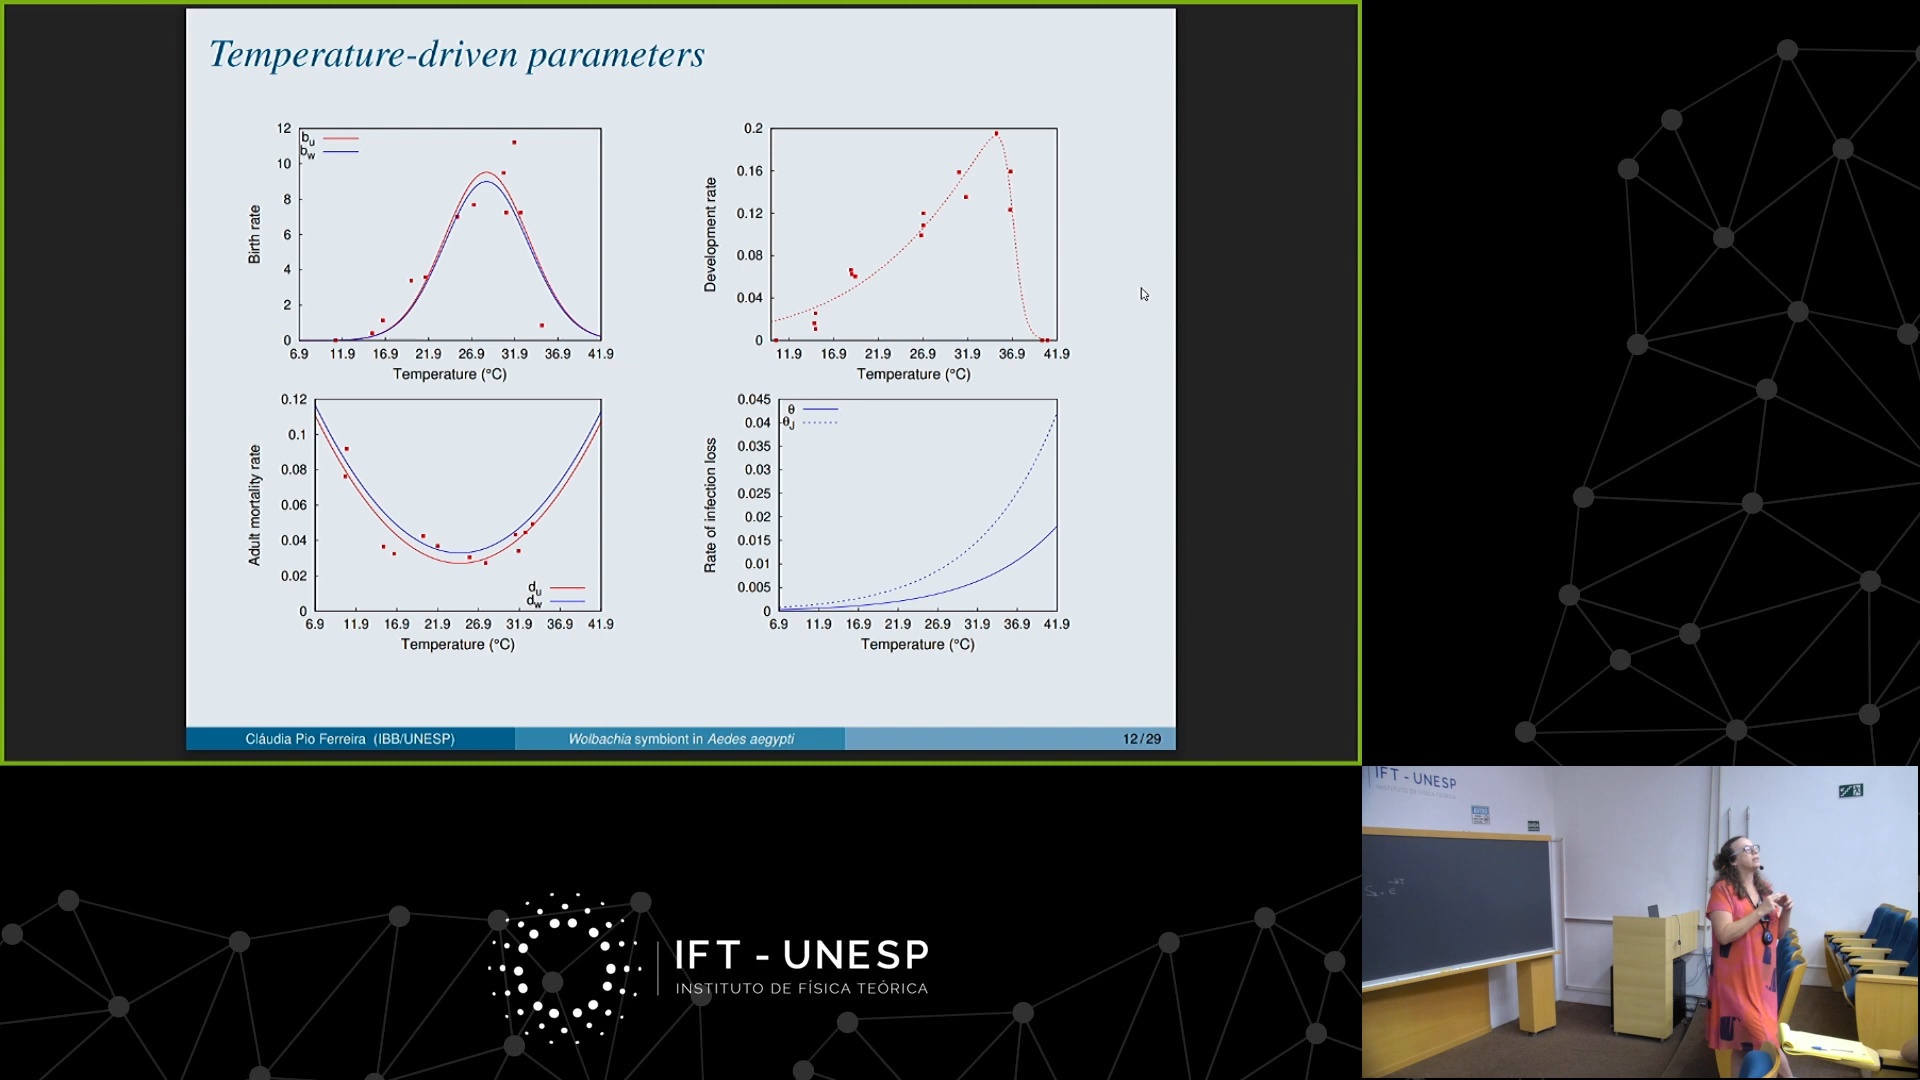 Temperature-driven parameters
12
10
8
6
4
2
0
6.9 11.9 16.9 21.9 26.9 31.9 36.9 41.9
Birth rate
Temperature (°C)
b_u
b_w
0.2
0.16
0.12
0.08
0.04
0
11.9 16.9 21.9 26.9 31.9 36.9 41.9
Development rate
Temperature (°C)
0.12
0.1
0.08
0.06
0.04
0.02
0
6.9 11.9 16.9 21.9 26.9 31.9 36.9 41.9
Adult mortality rate
Temperature (°C)
d_u
d_w
0.045
0.04
0.035
0.03
0.025
0.02
0.015
0.01
0.005
0
6.9 11.9 16.9 21.9 26.9 31.9 36.9 41.9
Rate of infection loss
Temperature (°C)
θ
θ_J
Cláudia Pio Ferreira (IBB/UNESP) Wolbachia symbiont in Aedes aegypti 12/29
IFT - UNESP
INSTITUTO DE FÍSICA TEÓRICA
IFT - UNESP
INSTITUTO DE FÍSICA TEÓRICA